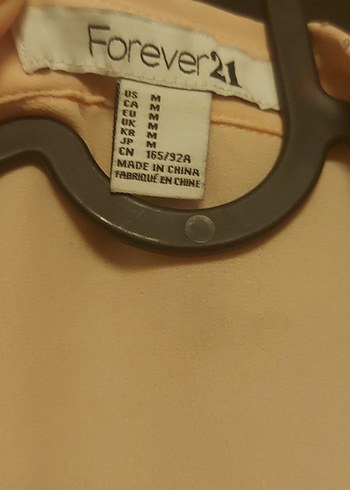 Forever21
US M
CA M
EU M
UK M
KR M
JP M
CN 165/92A
MADE IN CHINA
FABRIQUÉ EN CHINE